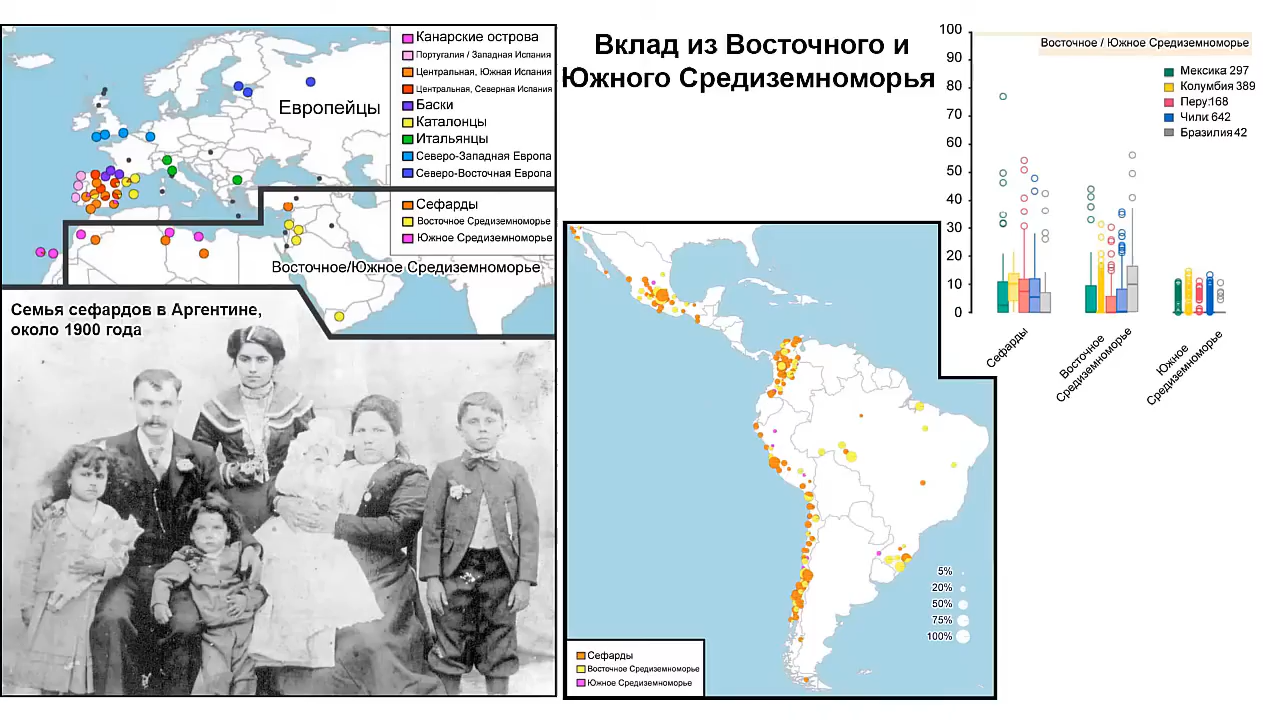 Канарские острова
Португалия / Западная Испания
Центральная, Южная Испания
Центральная, Северная Испания
Баски
Каталонцы
Итальянцы
Северо-Западная Европа
Северо-Восточная Европа
Европейцы
Сефарды
Восточное Средиземноморье
Южное Средиземноморье
Восточное/Южное Средиземноморье
Семья сефардов в Аргентине,
около 1900 года
Вклад из Восточного и
Южного Средиземноморья
5%
20%
50%
75%
100%
Сефарды
Восточное Средиземноморье
Южное Средиземноморье
Восточное / Южное Средиземноморье
100
90
80
70
60
50
40
30
20
10
0
Мексика 297
Колумбия 389
Перу:168
Чили 642
Бразилия 42
Сефарды
Восточное
Средиземноморье
Южное
Средиземноморье